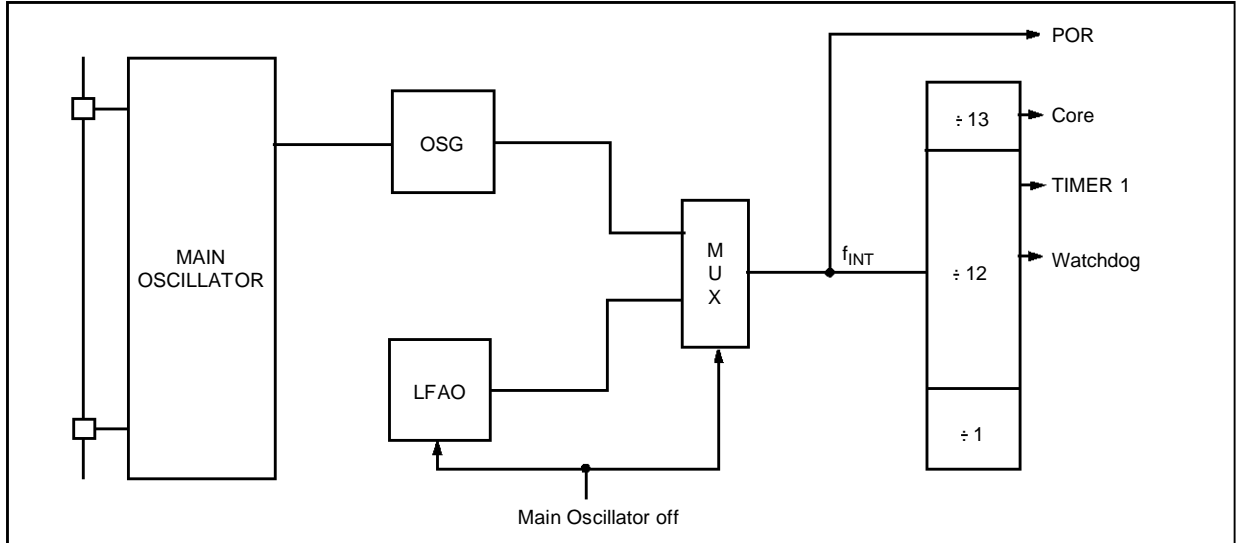 POR
÷ 13
Core
OSG
TIMER 1
MAIN
OSCILLATOR
M
U
X
fINT
÷ 12
Watchdog
LFAO
÷ 1
Main Oscillator off